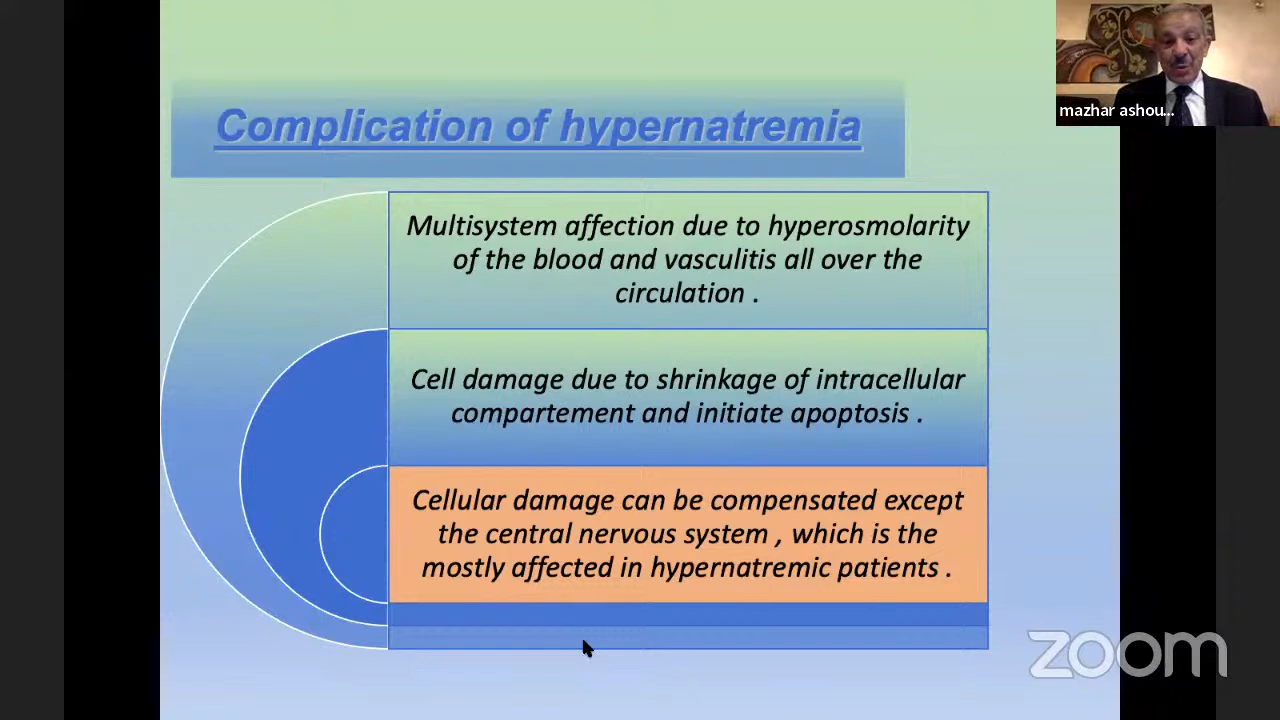 Complication of hypernatremia
mazhar ashou...
Multisystem affection due to hyperosmolarity
of the blood and vasculitis all over the
circulation .
Cell damage due to shrinkage of intracellular
compartement and initiate apoptosis .
Cellular damage can be compensated except
the central nervous system , which is the
mostly affected in hypernatremic patients .
zoom